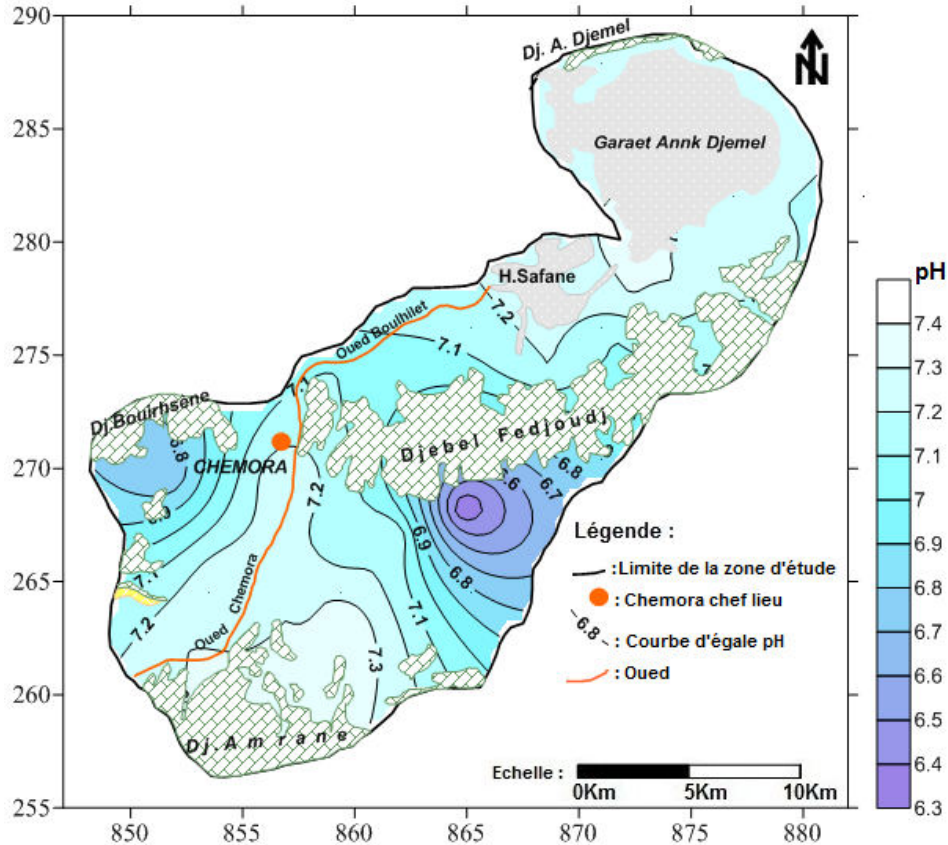 290
285
280
275
270
265
260
255
850
855
860
865
870
875
880
Dj. A. Djemel
N
Garaet Annk Djemel
H.Safane
7.2
Oued Boulhilet
7.1
7.1
Dj.Bouirhsène
Djebel Fedjoudj
CHEMORA
7.2
6.8
6.7
6.9
6.8
7.1
7.1
7.2
Oued Chemora
7.3
Dj.Amrane
pH
7.4
7.3
7.2
7.1
7
6.9
6.8
6.7
6.6
6.5
6.4
6.3
Légende :
:Limite de la zone d'étude
: Chemora chef lieu
6.8 : Courbe d'égale pH
: Oued
Echelle :
0Km 5Km 10Km